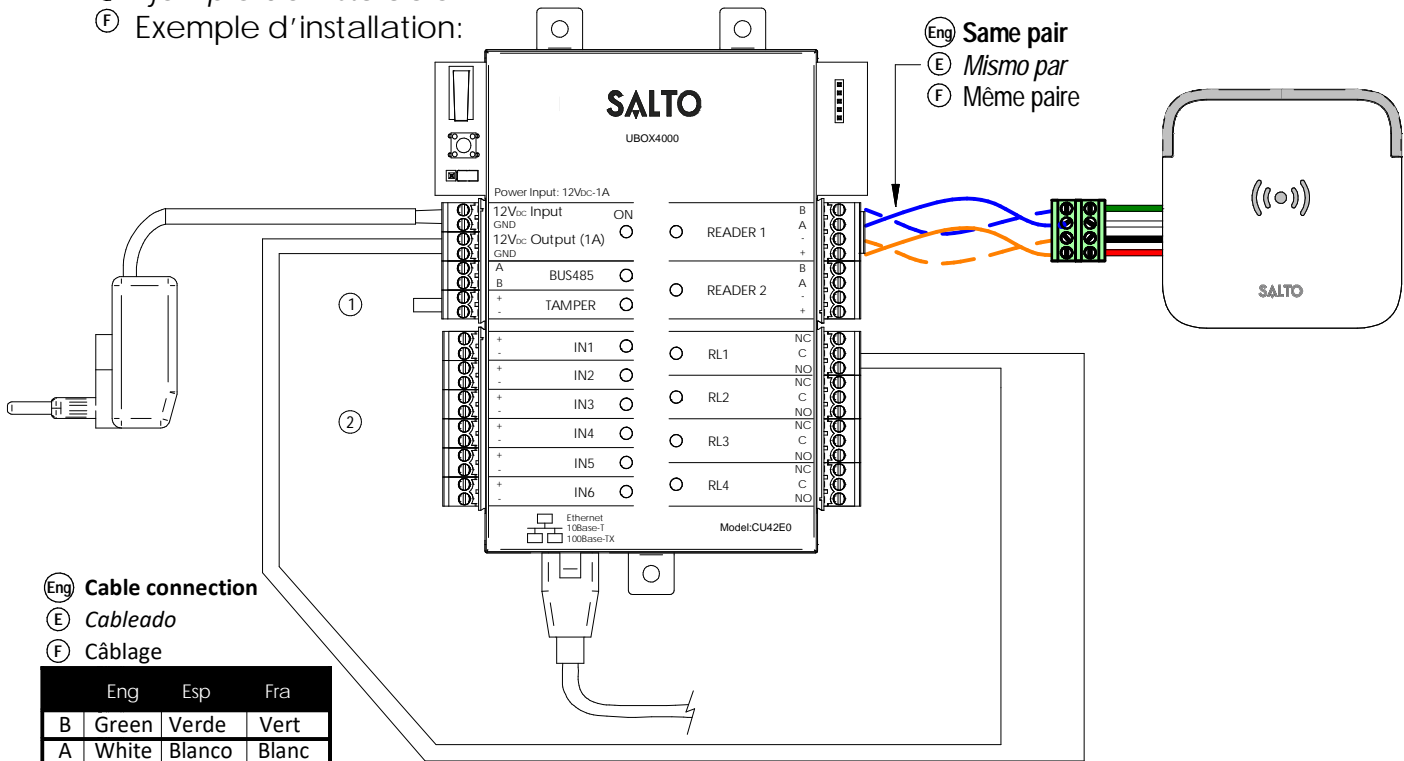 Exemple d'installation:
F
Eng Same pair
E Mismo par
F Même paire
SALTO
UBOX4000
Power Input: 12VDC-1A
12VDC Input
GND
12VDC Output (1A)
GND
ON
A
B
BUS485
+
-
TAMPER
+
-
IN1
+
-
IN2
+
-
IN3
+
-
IN4
+
-
IN5
+
-
IN6
READER 1
B
A
-
+
READER 2
B
A
-
+
RL1
NC
C
NO
RL2
NC
C
NO
RL3
NC
C
NO
RL4
NC
C
NO
Ethernet
10Base-T
100Base-TX
Model:CU42E0
SALTO
1
2
Eng Cable connection
E Cableado
F Câblage
Eng Esp Fra
B Green Verde Vert
A White Blanco Blanc